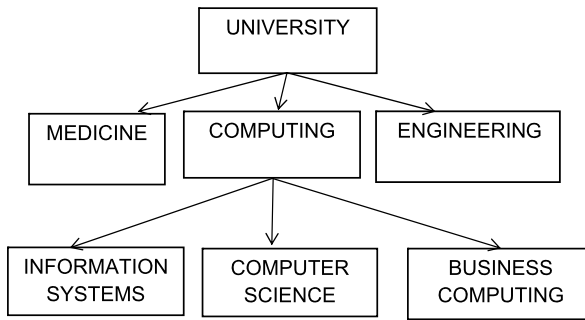 UNIVERSITY
MEDICINE
COMPUTING
ENGINEERING
INFORMATION
SYSTEMS
COMPUTER
SCIENCE
BUSINESS
COMPUTING